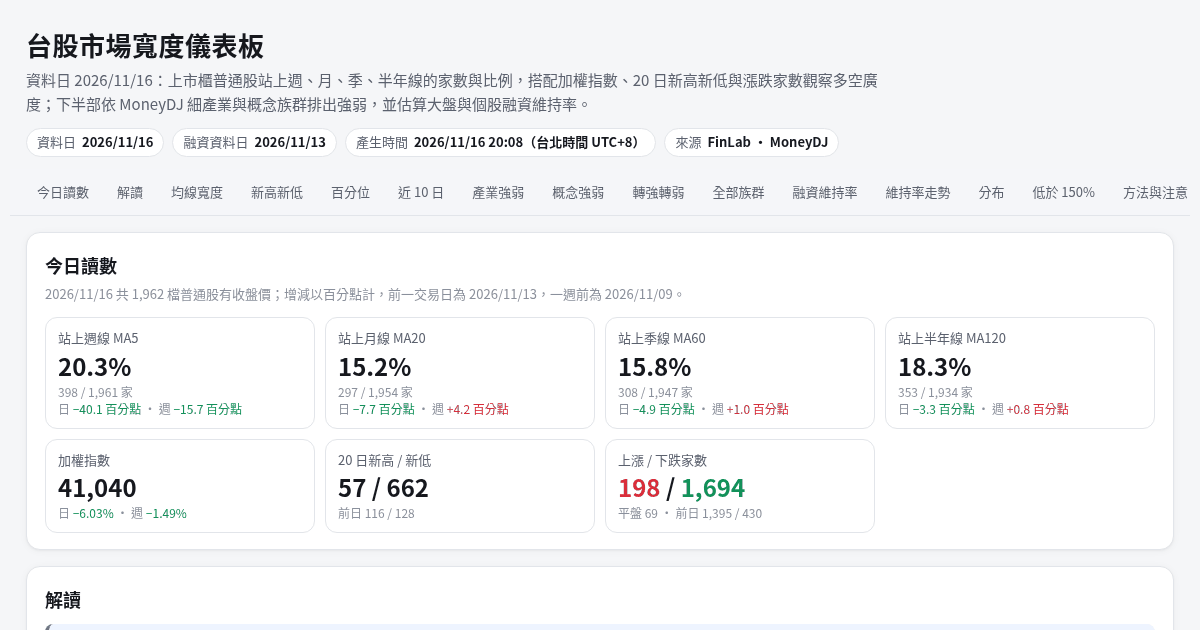 台股市場寬度儀表板
資料日 2026/11/16：上市櫃普通股站上週、月、季、半年線的家數與比例，搭配加權指數、20 日新高新低與漲跌家數觀察多空廣
度；下半部依 MoneyDJ 細產業與概念族群排出強弱，並估算大盤與個股融資維持率。
資料日 2026/11/16 融資資料日 2026/11/13 產生時間 2026/11/16 20:08（台北時間 UTC+8） 來源 FinLab · MoneyDJ
今日讀數 解讀 均線寬度 新高新低 百分位 近 10 日 產業強弱 概念強弱 轉強轉弱 全部族群 融資維持率 維持率走勢 分布 低於 150% 方法與注意
今日讀數
2026/11/16 共 1,962 檔普通股有收盤價；增減以百分點計，前一交易日為 2026/11/13，一週前為 2026/11/09。
站上週線 MA5
20.3%
398 / 1,961 家
日 −40.1 百分點 · 週 −15.7 百分點
站上月線 MA20
15.2%
297 / 1,954 家
日 −7.7 百分點 · 週 +4.2 百分點
站上季線 MA60
15.8%
308 / 1,947 家
日 −4.9 百分點 · 週 +1.0 百分點
站上半年線 MA120
18.3%
353 / 1,934 家
日 −3.3 百分點 · 週 +0.8 百分點
加權指數
41,040
日 −6.03% · 週 −1.49%
20 日新高 / 新低
57 / 662
前日 116 / 128
上漲 / 下跌家數
198 / 1,694
平盤 69 · 前日 1,395 / 430
解讀